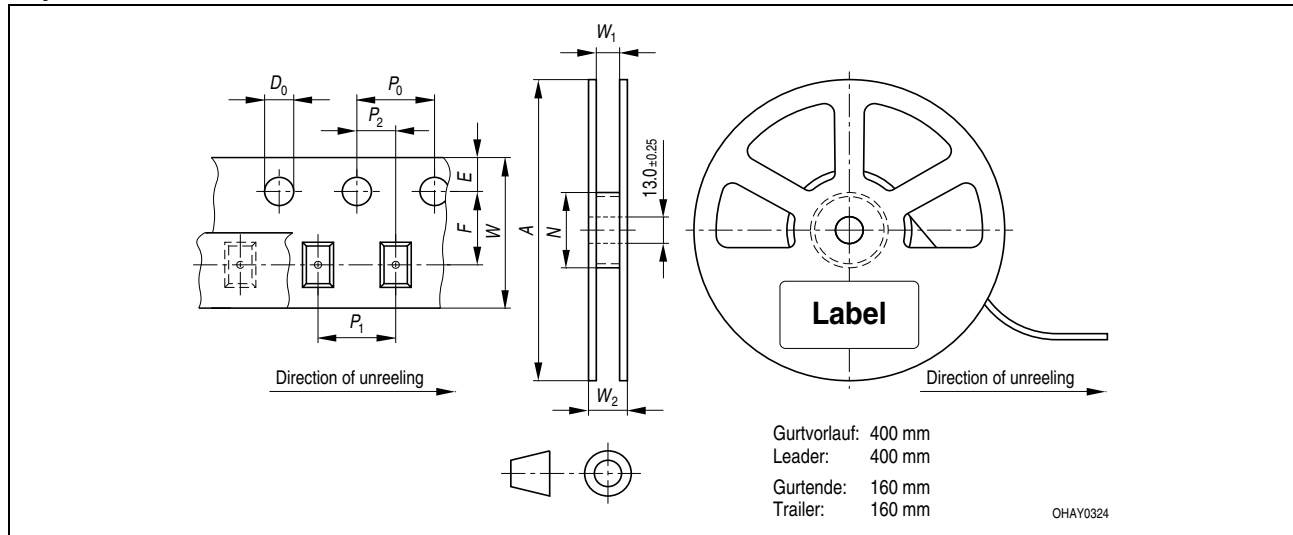 W1
D0
P0
P2
E
F
W
A
N
13.0±0.25
Label
P1
Direction of unreeling
W2
Direction of unreeling
Gurtvorlauf: 400 mm
Leader: 400 mm
Gurtende: 160 mm
Trailer: 160 mm
OHAY0324